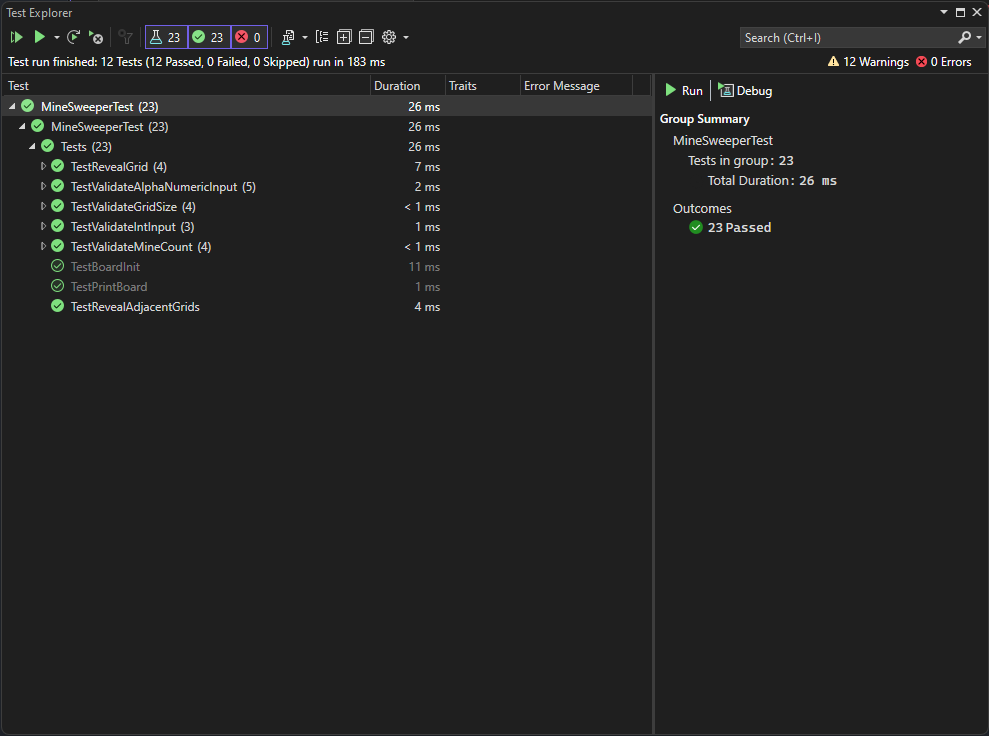 Test Explorer
23 23 0
Search (Ctrl+I)
Test run finished: 12 Tests (12 Passed, 0 Failed, 0 Skipped) run in 183 ms
12 Warnings 0 Errors
Test Duration Traits Error Message
MineSweeperTest (23) 26 ms
MineSweeperTest (23) 26 ms
Tests (23) 26 ms
TestRevealGrid (4) 7 ms
TestValidateAlphaNumericInput (5) 2 ms
TestValidateGridSize (4) < 1 ms
TestValidateIntInput (3) 1 ms
TestValidateMineCount (4) < 1 ms
TestBoardInit 11 ms
TestPrintBoard 1 ms
TestRevealAdjacentGrids 4 ms
Run Debug
Group Summary
MineSweeperTest
Tests in group: 23
Total Duration: 26 ms
Outcomes
23 Passed